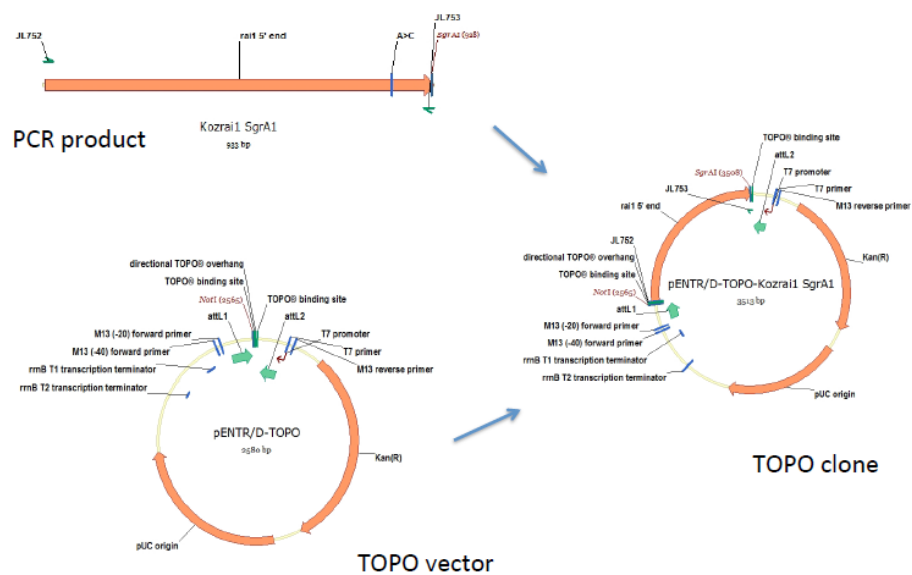 JL752
rai1 5' end
A>C
JL753
SgrAI (928)
PCR product
Kozrai1 SgrA1
933 bp
directional TOPO® overhang
TOPO® binding site
NotI (2565)
attL1
TOPO® binding site
attL2
M13 (-20) forward primer
M13 (-40) forward primer
rrnB T1 transcription terminator
rrnB T2 transcription terminator
T7 promoter
T7 primer
M13 reverse primer
pENTR/D-TOPO
2580 bp
Kan(R)
pUC origin
TOPO vector
TOPO® binding site
attL2
SgrAI (3508)
T7 promoter
T7 primer
JL753
M13 reverse primer
rai1 5' end
JL752
directional TOPO® overhang
TOPO® binding site
NotI (2565)
attL1
Kan(R)
pENTR/D-TOPO-Kozrai1 SgrA1
3513 bp
M13 (-20) forward primer
M13 (-40) forward primer
rrnB T1 transcription terminator
rrnB T2 transcription terminator
pUC origin
TOPO clone